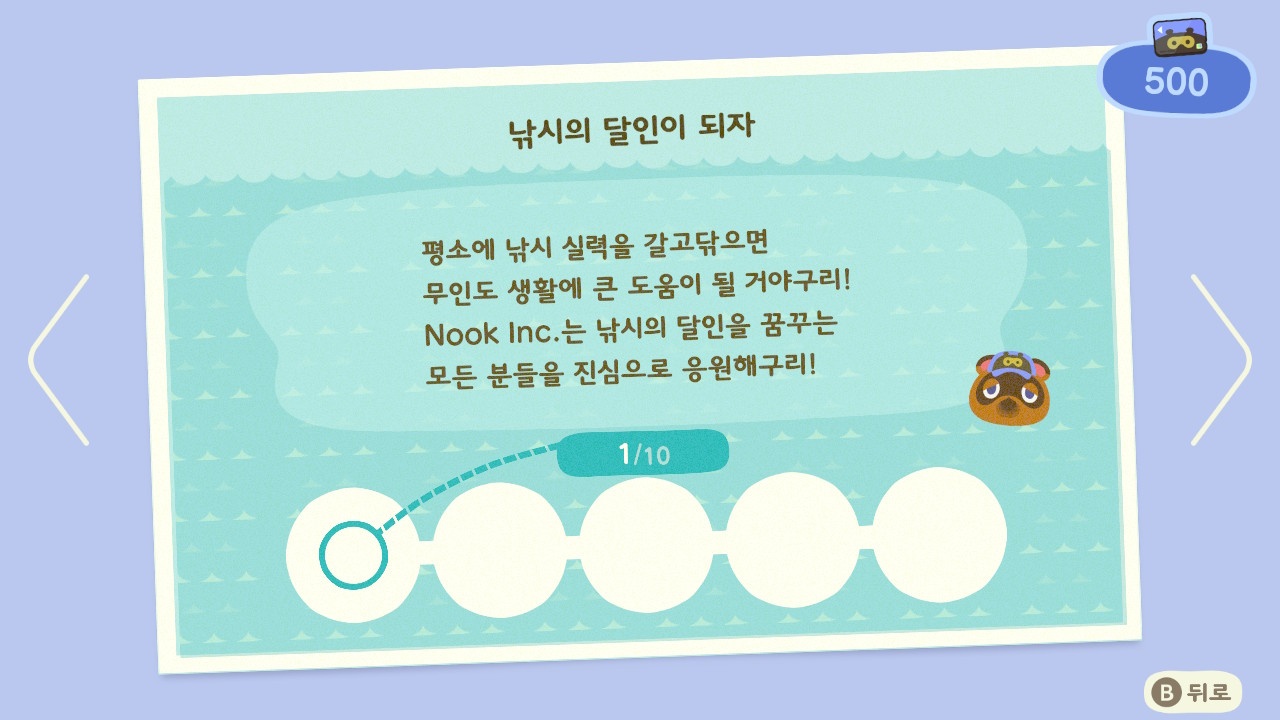 500
낚시의 달인이 되자
평소에 낚시 실력을 갈고닦으면
무인도 생활에 큰 도움이 될 거야구리!
Nook Inc.는 낚시의 달인을 꿈꾸는
모든 분들을 진심으로 응원해구리!
1/10
B 뒤로